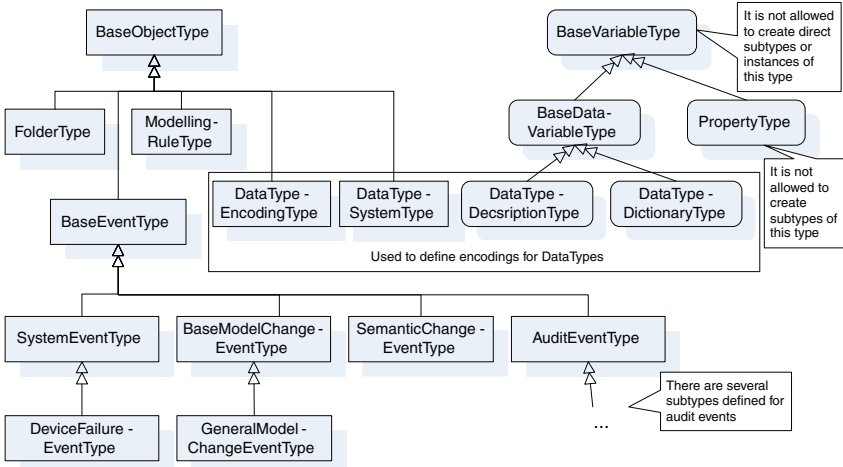 BaseObjectType
BaseVariableType
It is not allowed
to create direct
subtypes or
instances of
this type
FolderType
Modelling-
RuleType
BaseData-
VariableType
PropertyType
It is not
allowed to
create
subtypes of
this type
BaseEventType
DataType -
EncodingType
DataType -
SystemType
DataType -
DecsriptionType
DataType -
DictionaryType
Used to define encodings for DataTypes
SystemEventType
BaseModelChange -
EventType
SemanticChange -
EventType
AuditEventType
There are several
subtypes defined for
audit events
DeviceFailure -
EventType
GeneralModel -
ChangeEventType
...